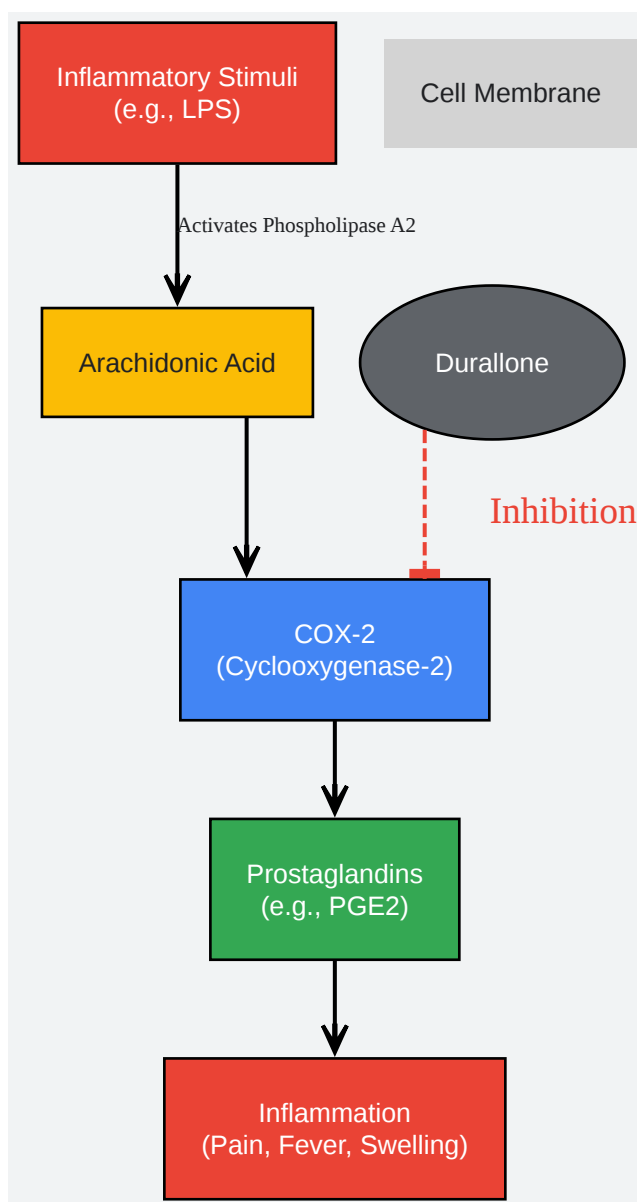 Inflammatory Stimuli
(e.g., LPS)
Cell Membrane
Activates Phospholipase A2
Arachidonic Acid
Durallone
Inhibition
COX-2
(Cyclooxygenase-2)
Prostaglandins
(e.g., PGE2)
Inflammation
(Pain, Fever, Swelling)